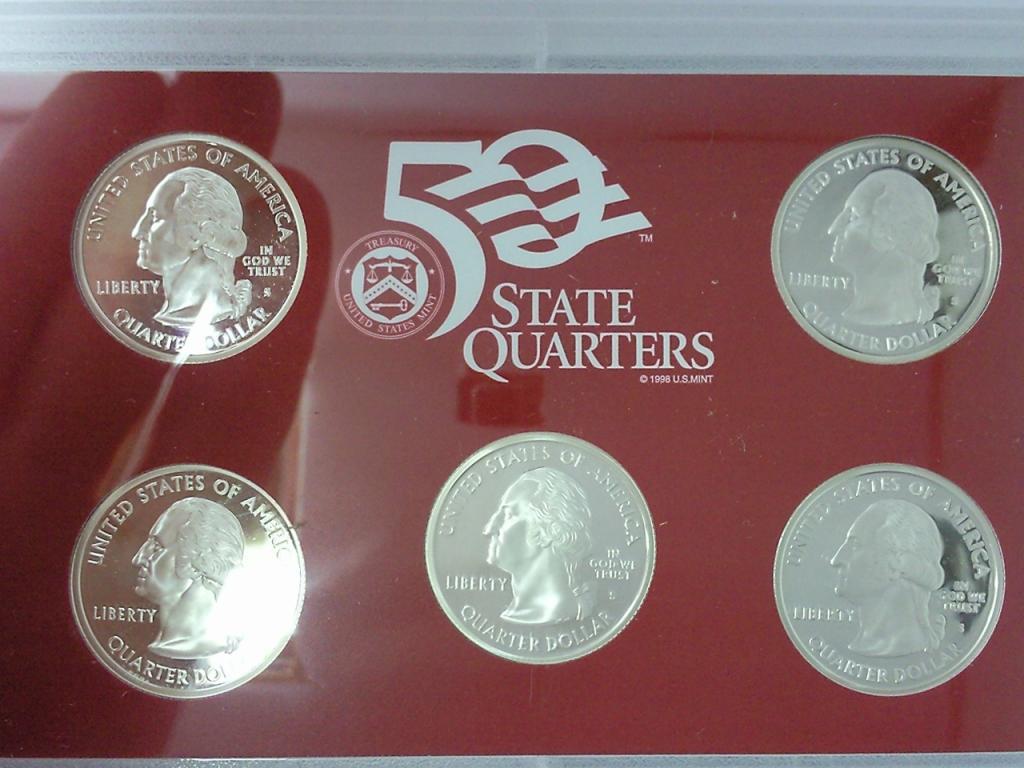 UNITED STATES OF AMERICA
IN
GOD WE
TRUST
LIBERTY
S
QUARTER DOLLAR
50
TM
TREASURY
UNITED STATES MINT
STATE
QUARTERS
© 1998 U.S.MINT
UNITED STATES OF AMERICA
IN
GOD WE
TRUST
LIBERTY
S
QUARTER DOLLAR
UNITED STATES OF AMERIC
LIBERTY
QUARTER DOL
UNITED STATES OF AMERICA
IN
GOD WE
TRUST
LIBERTY
S
QUARTER DOLLAR
UNITED STATES OF AMERICA
IN
GOD WE
TRUST
LIBERTY
S
QUARTER DOLLAR